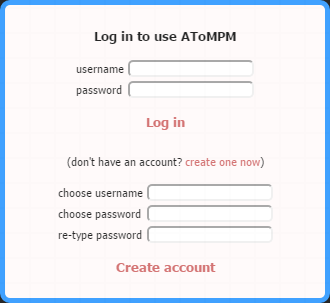 Log in to use AToMPM
username
password
Log in
(don't have an account? create one now)
choose username
choose password
re-type password
Create account